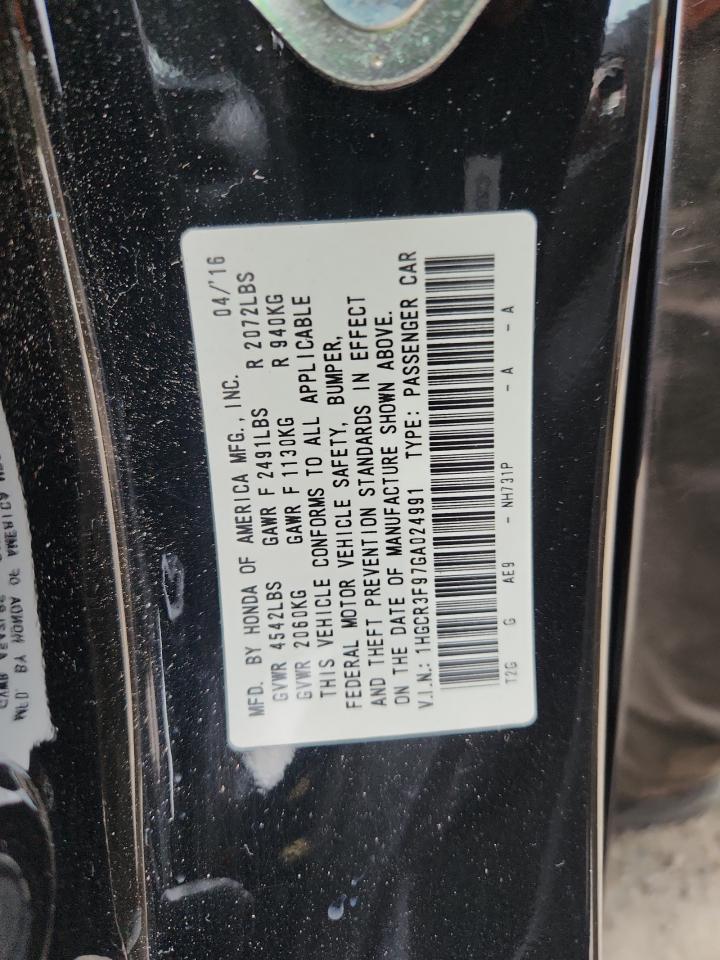 MFD. BY HONDA OF AMERICA MFG., INC. 04/'16
GVWR 4542LBS GAWR F 2491LBS R 2072LBS
GVWR 2060KG GAWR F 1130KG R 940KG
THIS VEHICLE CONFORMS TO ALL APPLICABLE
FEDERAL MOTOR VEHICLE SAFETY, BUMPER,
AND THEFT PREVENTION STANDARDS IN EFFECT
ON THE DATE OF MANUFACTURE SHOWN ABOVE.
V.I.N.: 1HGCR3F97GA024991 TYPE: PASSENGER CAR
T2G G AE9 - NH731P - A - A